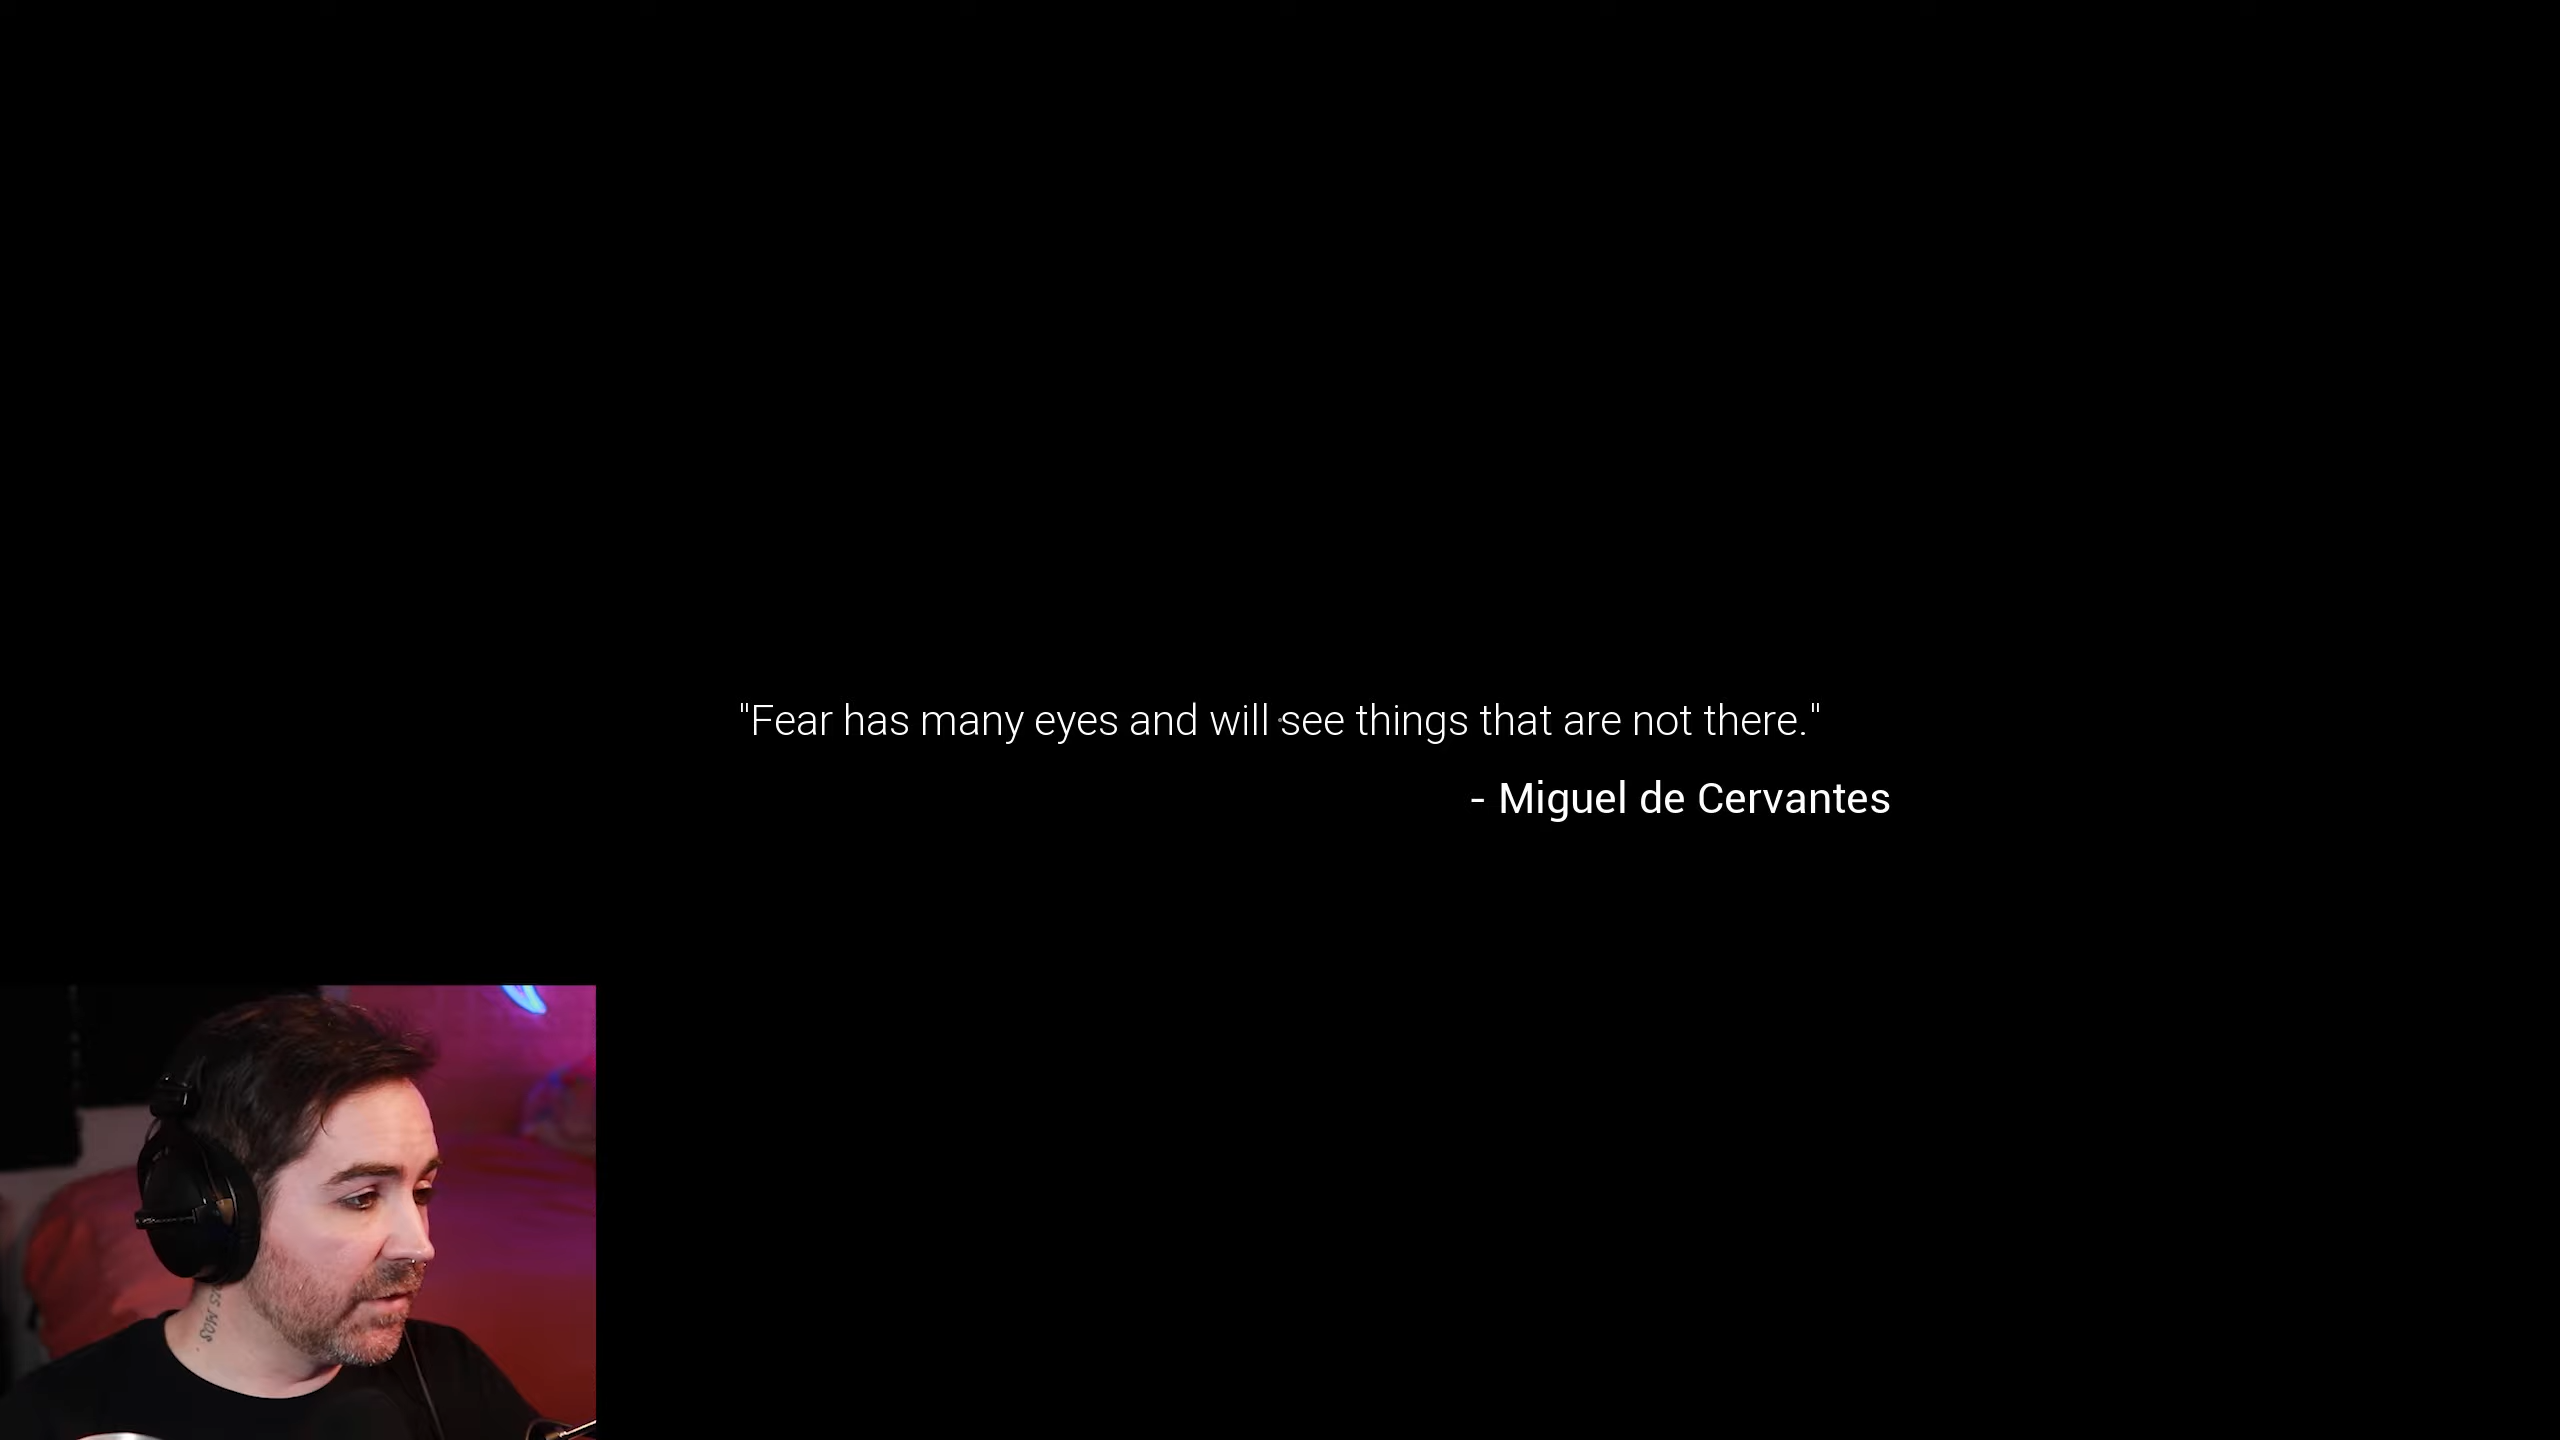 "Fear has many eyes and will see things that are not there."
- Miguel de Cervantes